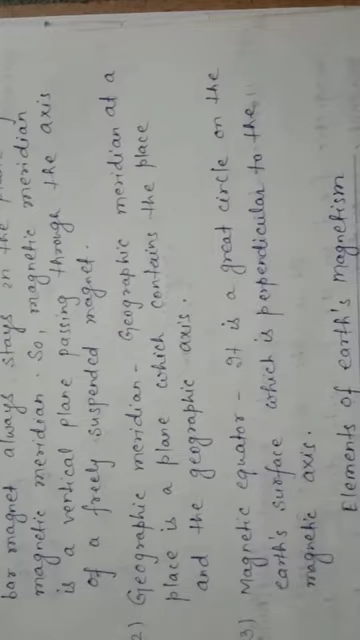 bar magnet always stays in the
magnetic meridian. So, magnetic meridian
is a vertical plane passing through the axis
of a freely suspended magnet.
2) Geographic meridian - Geographic meridian at a
place is a plane which contains the place
and the geographic axis.
3) Magnetic equator - It is a great circle on the
earth's surface which is perpendicular to the
magnetic axis.
Elements of earth's magnetism